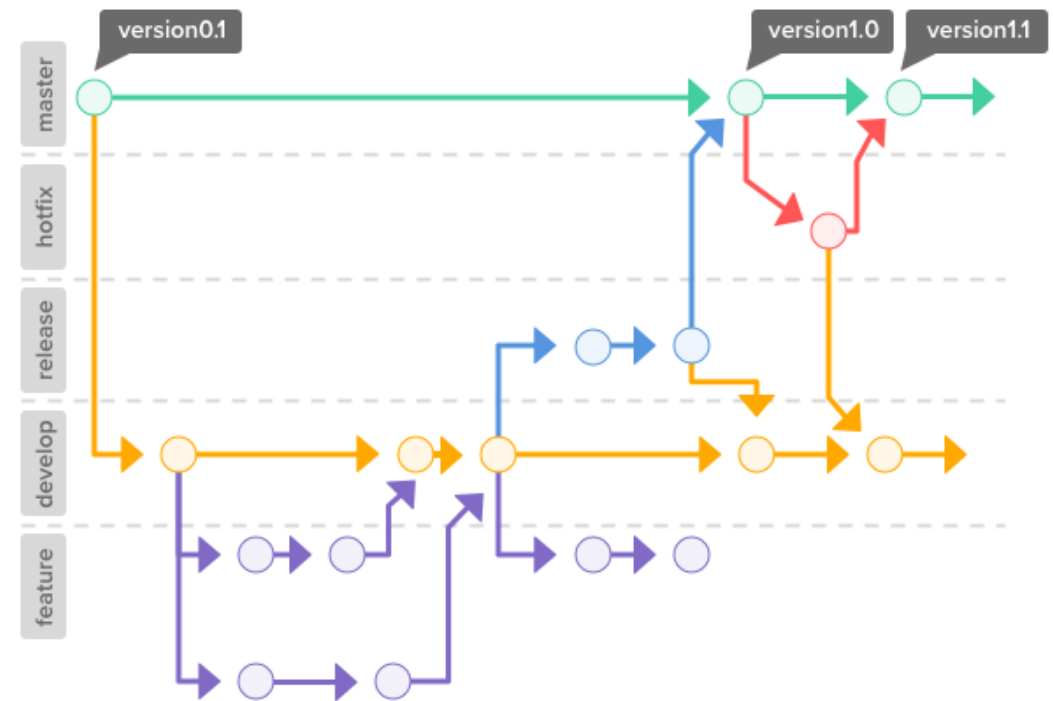 version0.1
version1.0
version1.1
master
hotfix
release
develop
feature